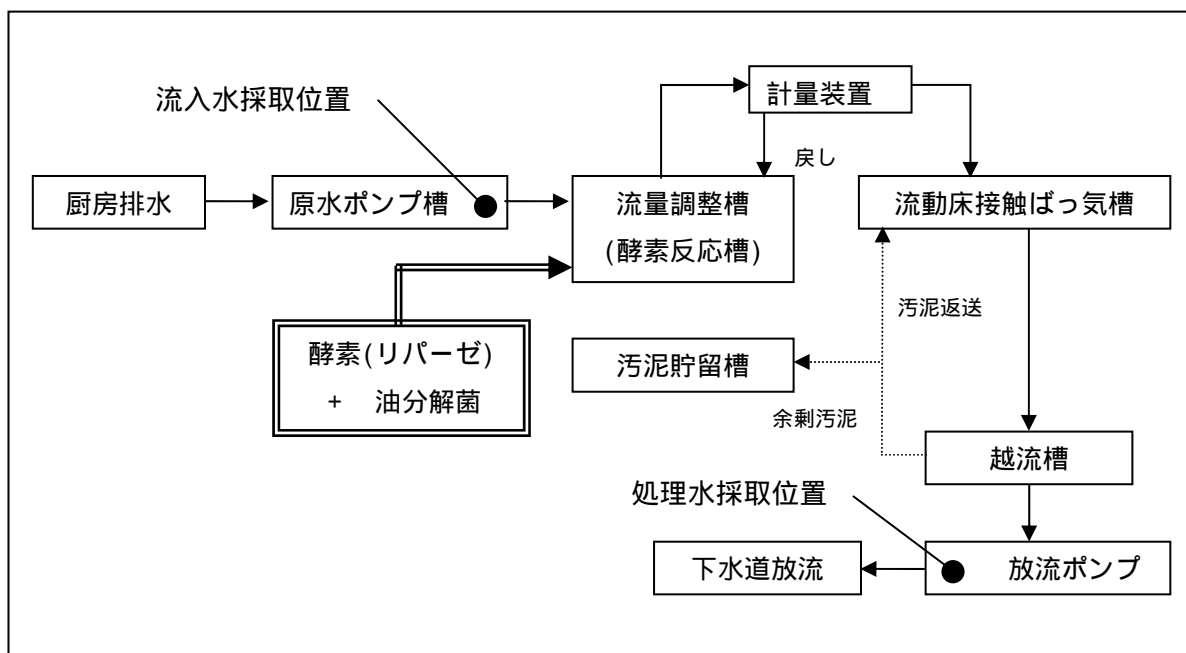 計量装置
流入水採取位置
戻し
厨房排水
原水ポンプ槽
流量調整槽
(酵素反応槽)
流動床接触ばっ気槽
汚泥返送
酵素(リパーゼ)
+ 油分解菌
汚泥貯留槽
余剰汚泥
越流槽
処理水採取位置
下水道放流
放流ポンプ